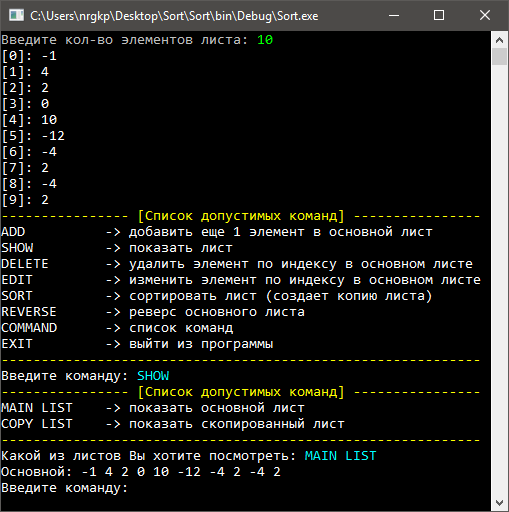 C:\Users\nrgkp\Desktop\Sort\Sort\bin\Debug\Sort.exe
Введите кол-во элементов листа: 10
[0]: -1
[1]: 4
[2]: 2
[3]: 0
[4]: 10
[5]: -12
[6]: -4
[7]: 2
[8]: -4
[9]: 2
---------------- [Список допустимых команд] ----------------
ADD          -> добавить еще 1 элемент в основной лист
SHOW         -> показать лист
DELETE       -> удалить элемент по индексу в основном листе
EDIT         -> изменить элемент по индексу в основном листе
SORT         -> сортировать лист (создает копию листа)
REVERSE      -> реверс основного листа
COMMAND      -> список команд
EXIT         -> выйти из программы
------------------------------------------------------------
Введите команду: SHOW
---------------- [Список допустимых команд] ----------------
MAIN LIST    -> показать основной лист
COPY LIST    -> показать скопированный лист
------------------------------------------------------------
Какой из листов Вы хотите посмотреть: MAIN LIST
Основной: -1 4 2 0 10 -12 -4 2 -4 2
Введите команду: